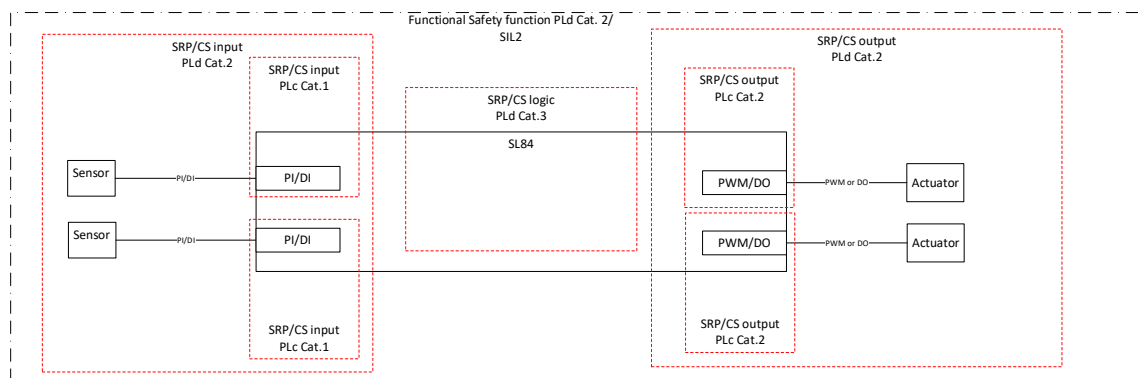 Functional Safety function PLd Cat. 2/
SIL2
SRP/CS input
PLd Cat.2
SRP/CS input
PLc Cat.1
SRP/CS logic
PLd Cat.3
SL84
SRP/CS output
PLd Cat.2
SRP/CS output
PLc Cat.2
Sensor
PI/DI
PI/DI
PWM/DO
PWM or DO
Actuator
Sensor
PI/DI
PI/DI
PWM/DO
PWM or DO
Actuator
SRP/CS input
PLc Cat.1
SRP/CS output
PLc Cat.2